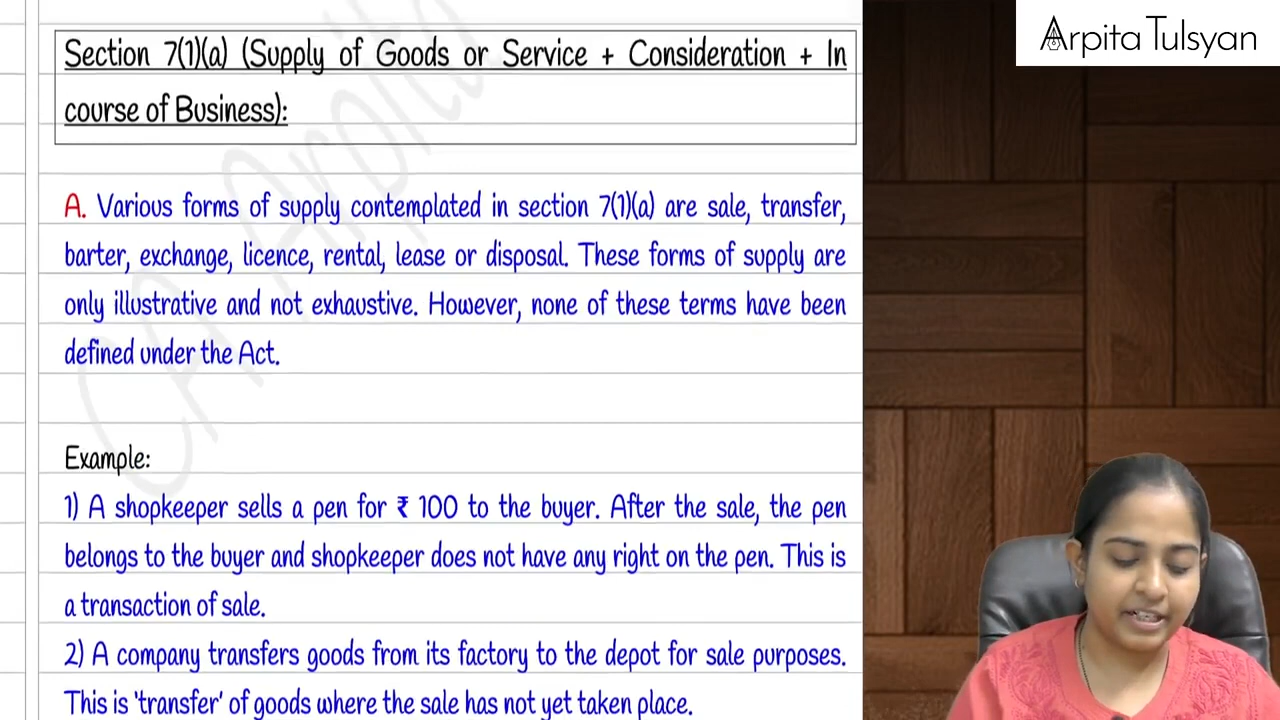 Arpita Tulsyan
Section 7(1)(a) (Supply of Goods or Service + Consideration + In
course of Business):
A. Various forms of supply contemplated in section 7(1)(a) are sale, transfer,
barter, exchange, licence, rental, lease or disposal. These forms of supply are
only illustrative and not exhaustive. However, none of these terms have been
defined under the Act.
Example:
1) A shopkeeper sells a pen for ₹ 100 to the buyer. After the sale, the pen
belongs to the buyer and shopkeeper does not have any right on the pen. This is
a transaction of sale.
2) A company transfers goods from its factory to the depot for sale purposes.
This is 'transfer' of goods where the sale has not yet taken place.
CA Arpita